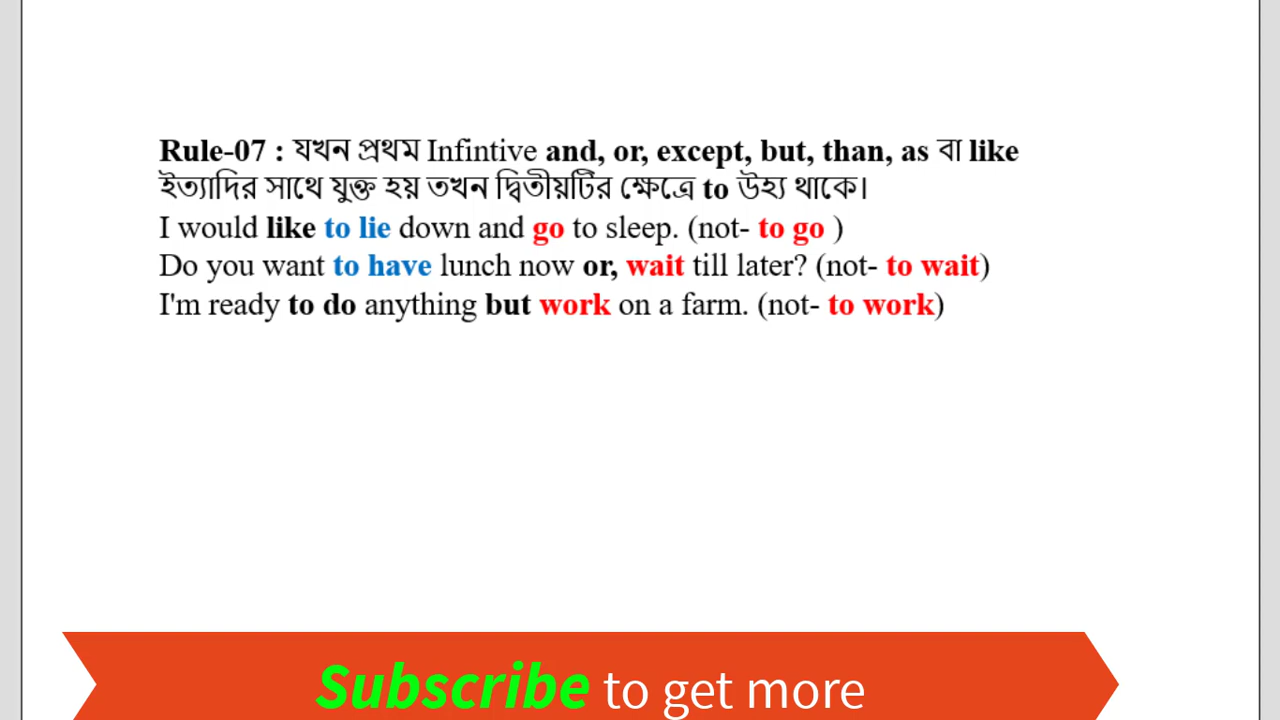 Rule-07 : যখন প্রথম Infintive and, or, except, but, than, as বা like
ইত্যাদির সাথে যুক্ত হয় তখন দ্বিতীয়টির ক্ষেত্রে to উহ্য থাকে।
I would like to lie down and go to sleep. (not- to go )
Do you want to have lunch now or, wait till later? (not- to wait)
I'm ready to do anything but work on a farm. (not- to work)
Subscribe to get more